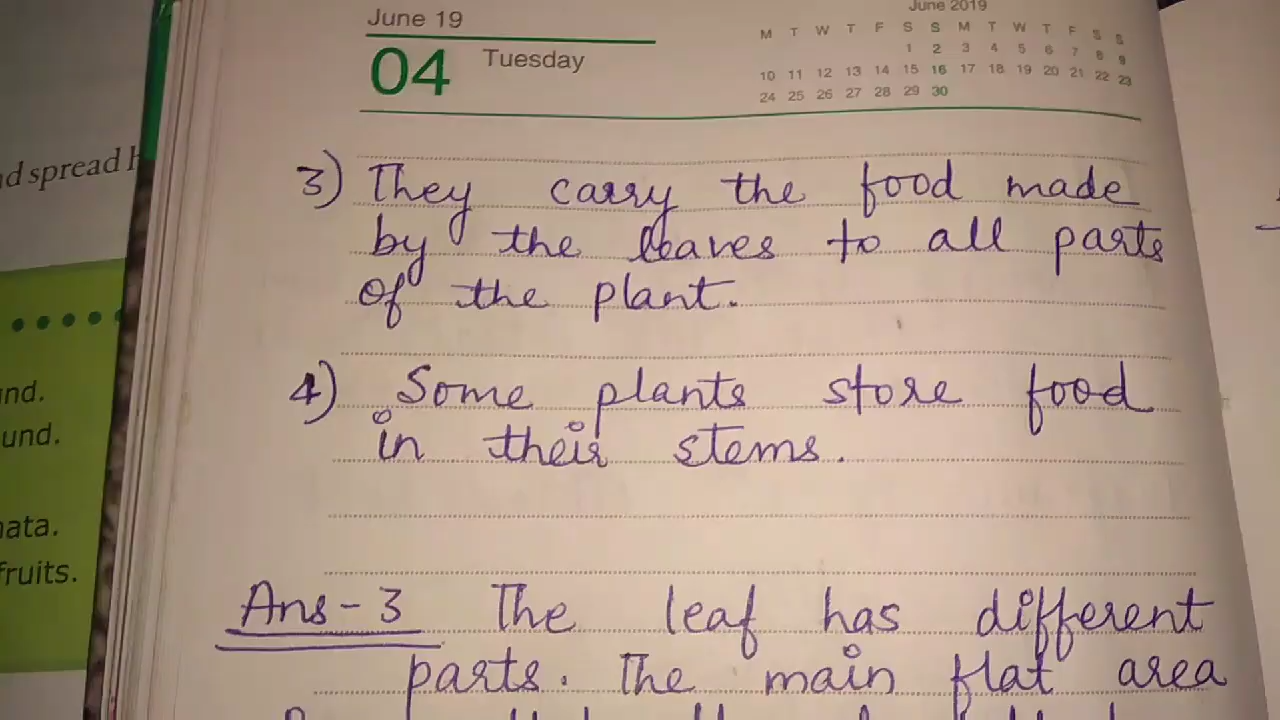 June 19
04 Tuesday
June 2019
M T W T F S S M T W T F S S
1 2 3 4 5 6 7 8 9
10 11 12 13 14 15 16 17 18 19 20 21 22 23
24 25 26 27 28 29 30
nd spread
3) They carry the food made
by the leaves to all parts
of the plant.
4) Some plants store food
in their stems.
nd.
und.
ata.
fruits.
Ans-3 The leaf has different
parts. The main flat area